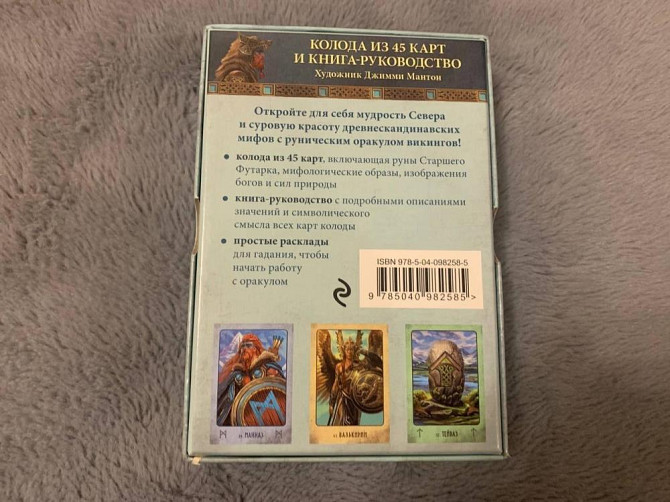 КОЛОДА ИЗ 45 КАРТ
И КНИГА-РУКОВОДСТВО
Художник Джимми Мантон
Откройте для себя мудрость Севера
и суровую красоту древнескандинавских
мифов с руническим оракулом викингов!
• колода из 45 карт, включающая руны Старшего
Футарка, мифологические образы, изображения
богов и сил природы
• книга-руководство с подробными описаниями
значений и символического
смысла всех карт колоды
• простые расклады
для гадания, чтобы
начать работу
с оракулом
ISBN 978-5-04-098258-5
9 785040 982585 >
МАННАЗ
ВАЛЬКИРИИ
ТЕЙВАЗ